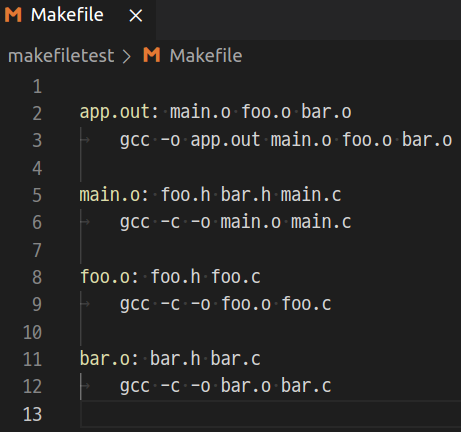 Makefile ×
makefiletest > Makefile
1
2 app.out: main.o foo.o bar.o
3 gcc -o app.out main.o foo.o bar.o
4
5 main.o: foo.h bar.h main.c
6 gcc -c -o main.o main.c
7
8 foo.o: foo.h foo.c
9 gcc -c -o foo.o foo.c
10
11 bar.o: bar.h bar.c
12 gcc -c -o bar.o bar.c
13